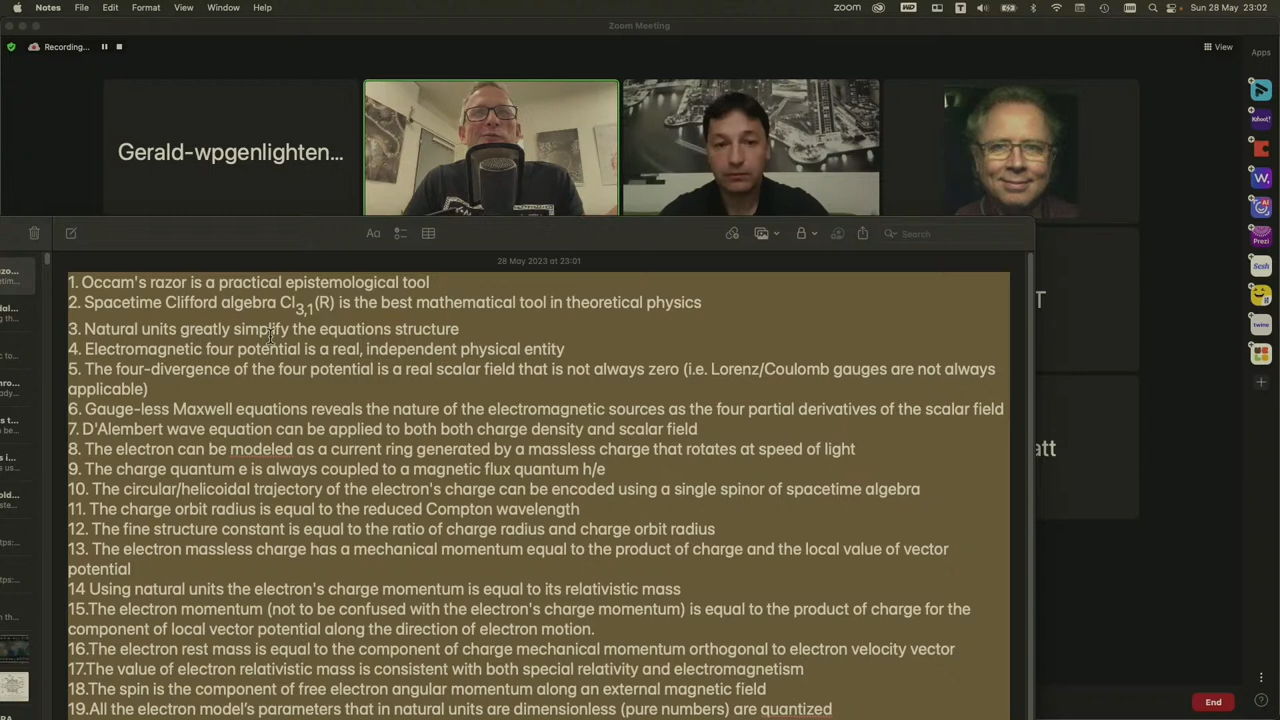 Notes File Edit Format View Window Help
zoom Sun 28 May 23:02
Zoom Meeting
Recording...
View
Apps
Gerald-wpgenlighten...
Search
28 May 2023 at 23:01
1. Occam's razor is a practical epistemological tool
2. Spacetime Clifford algebra Cl3,1(R) is the best mathematical tool in theoretical physics
3. Natural units greatly simplify the equations structure
4. Electromagnetic four potential is a real, independent physical entity
5. The four-divergence of the four potential is a real scalar field that is not always zero (i.e. Lorenz/Coulomb gauges are not always
applicable)
6. Gauge-less Maxwell equations reveals the nature of the electromagnetic sources as the four partial derivatives of the scalar field
7. D'Alembert wave equation can be applied to both both charge density and scalar field
8. The electron can be modeled as a current ring generated by a massless charge that rotates at speed of light
9. The charge quantum e is always coupled to a magnetic flux quantum h/e
10. The circular/helicoidal trajectory of the electron's charge can be encoded using a single spinor of spacetime algebra
11. The charge orbit radius is equal to the reduced Compton wavelength
12. The fine structure constant is equal to the ratio of charge radius and charge orbit radius
13. The electron massless charge has a mechanical momentum equal to the product of charge and the local value of vector
potential
14 Using natural units the electron's charge momentum is equal to its relativistic mass
15.The electron momentum (not to be confused with the electron's charge momentum) is equal to the product of charge for the
component of local vector potential along the direction of electron motion.
16.The electron rest mass is equal to the component of charge mechanical momentum orthogonal to electron velocity vector
17.The value of electron relativistic mass is consistent with both special relativity and electromagnetism
18.The spin is the component of free electron angular momentum along an external magnetic field
19.All the electron model's parameters that in natural units are dimensionless (pure numbers) are quantized
T
att
Kahoot!
W.
Prezi
Sesh
twine
End